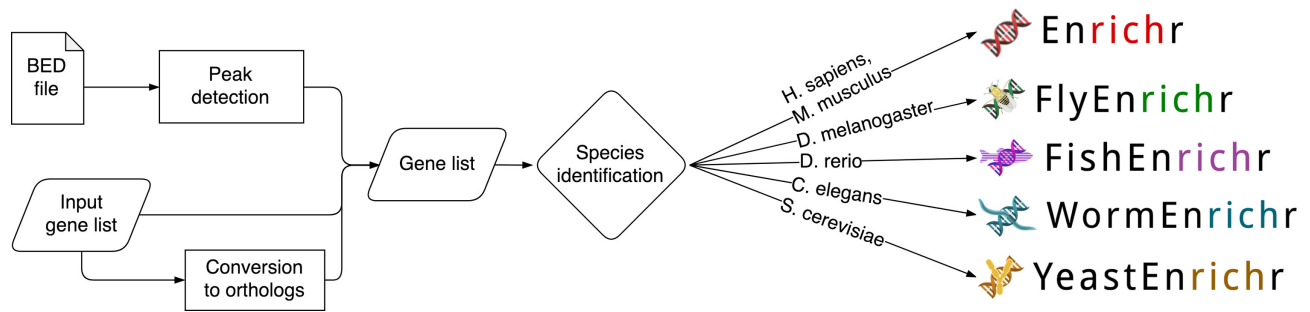 BED
file
Peak
detection
Input
gene list
Conversion
to orthologs
Gene list
Species
identification
H. sapiens,
M. musculus
D. melanogaster
D. rerio
C. elegans
S. cerevisiae
Enrichr
FlyEnrichr
FishEnrichr
WormEnrichr
YeastEnrichr